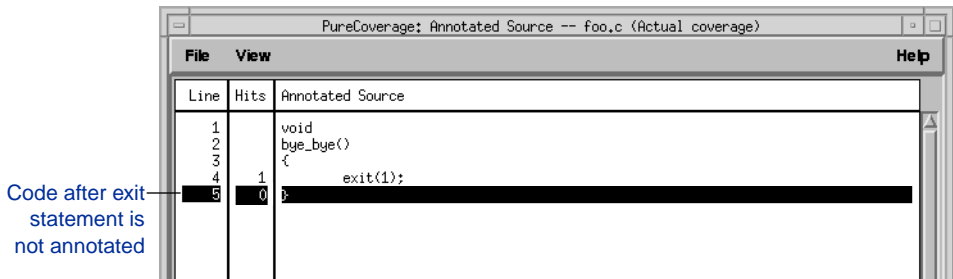 PureCoverage: Annotated Source -- foo.c (Actual coverage)
File View Help
Line Hits Annotated Source
1 void
2 bye_bye()
3 {
4 1 exit(1);
5 0 }
Code after exit
statement is
not annotated